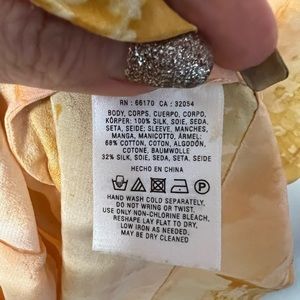 RN : 66170 CA : 32054
BODY, CORPS, CUERPO, CORPO,
KÖRPER: 100% SILK, SOIE, SEDA,
SETA, SEIDE; SLEEVE, MANCHES,
MANGA, MANICOTTO, ÄRMEL:
68% COTTON, COTON, ALGODON,
COTONE, BAUMWOLLE
32% SILK, SOIE, SEDA, SETA, SEIDE
HECHO EN CHINA
HAND WASH COLD SEPARATELY,
DO NOT WRING OR TWIST.
USE ONLY NON-CHLORINE BLEACH,
RESHAPE LAY FLAT TO DRY,
LOW IRON AS NEEDED.
MAY BE DRY CLEANED